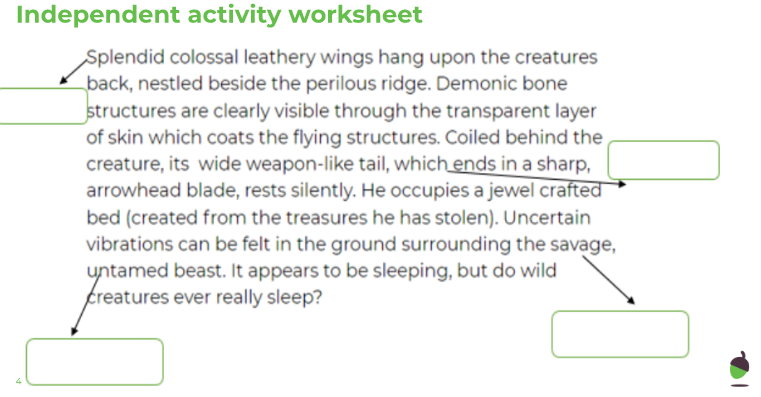 Independent activity worksheet
Splendid colossal leathery wings hang upon the creatures
back, nestled beside the perilous ridge. Demonic bone
structures are clearly visible through the transparent layer
of skin which coats the flying structures. Coiled behind the
creature, its wide weapon-like tail, which ends in a sharp,
arrowhead blade, rests silently. He occupies a jewel crafted
bed (created from the treasures he has stolen). Uncertain
vibrations can be felt in the ground surrounding the savage,
untamed beast. It appears to be sleeping, but do wild
creatures ever really sleep?
4